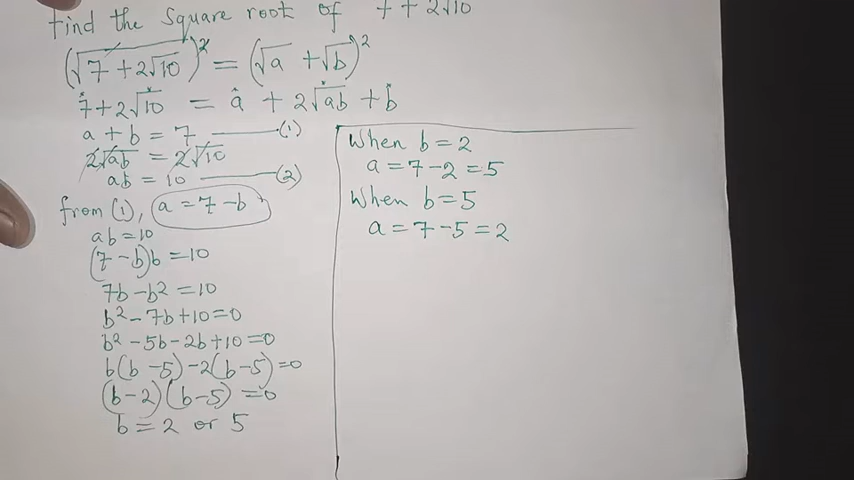 find the square root of 7 + 2√10
(√(7 + 2√10))² = (√a + √b)²
7 + 2√10 = a + 2√ab + b
a + b = 7 ——— (1)
2√ab = 2√10
ab = 10 ——— (2)
from (1), a = 7 - b
ab = 10
(7 - b)b = 10
7b - b² = 10
b² - 7b + 10 = 0
b² - 5b - 2b + 10 = 0
b(b - 5) - 2(b - 5) = 0
(b - 2)(b - 5) = 0
b = 2 or 5
When b = 2
a = 7 - 2 = 5
When b = 5
a = 7 - 5 = 2